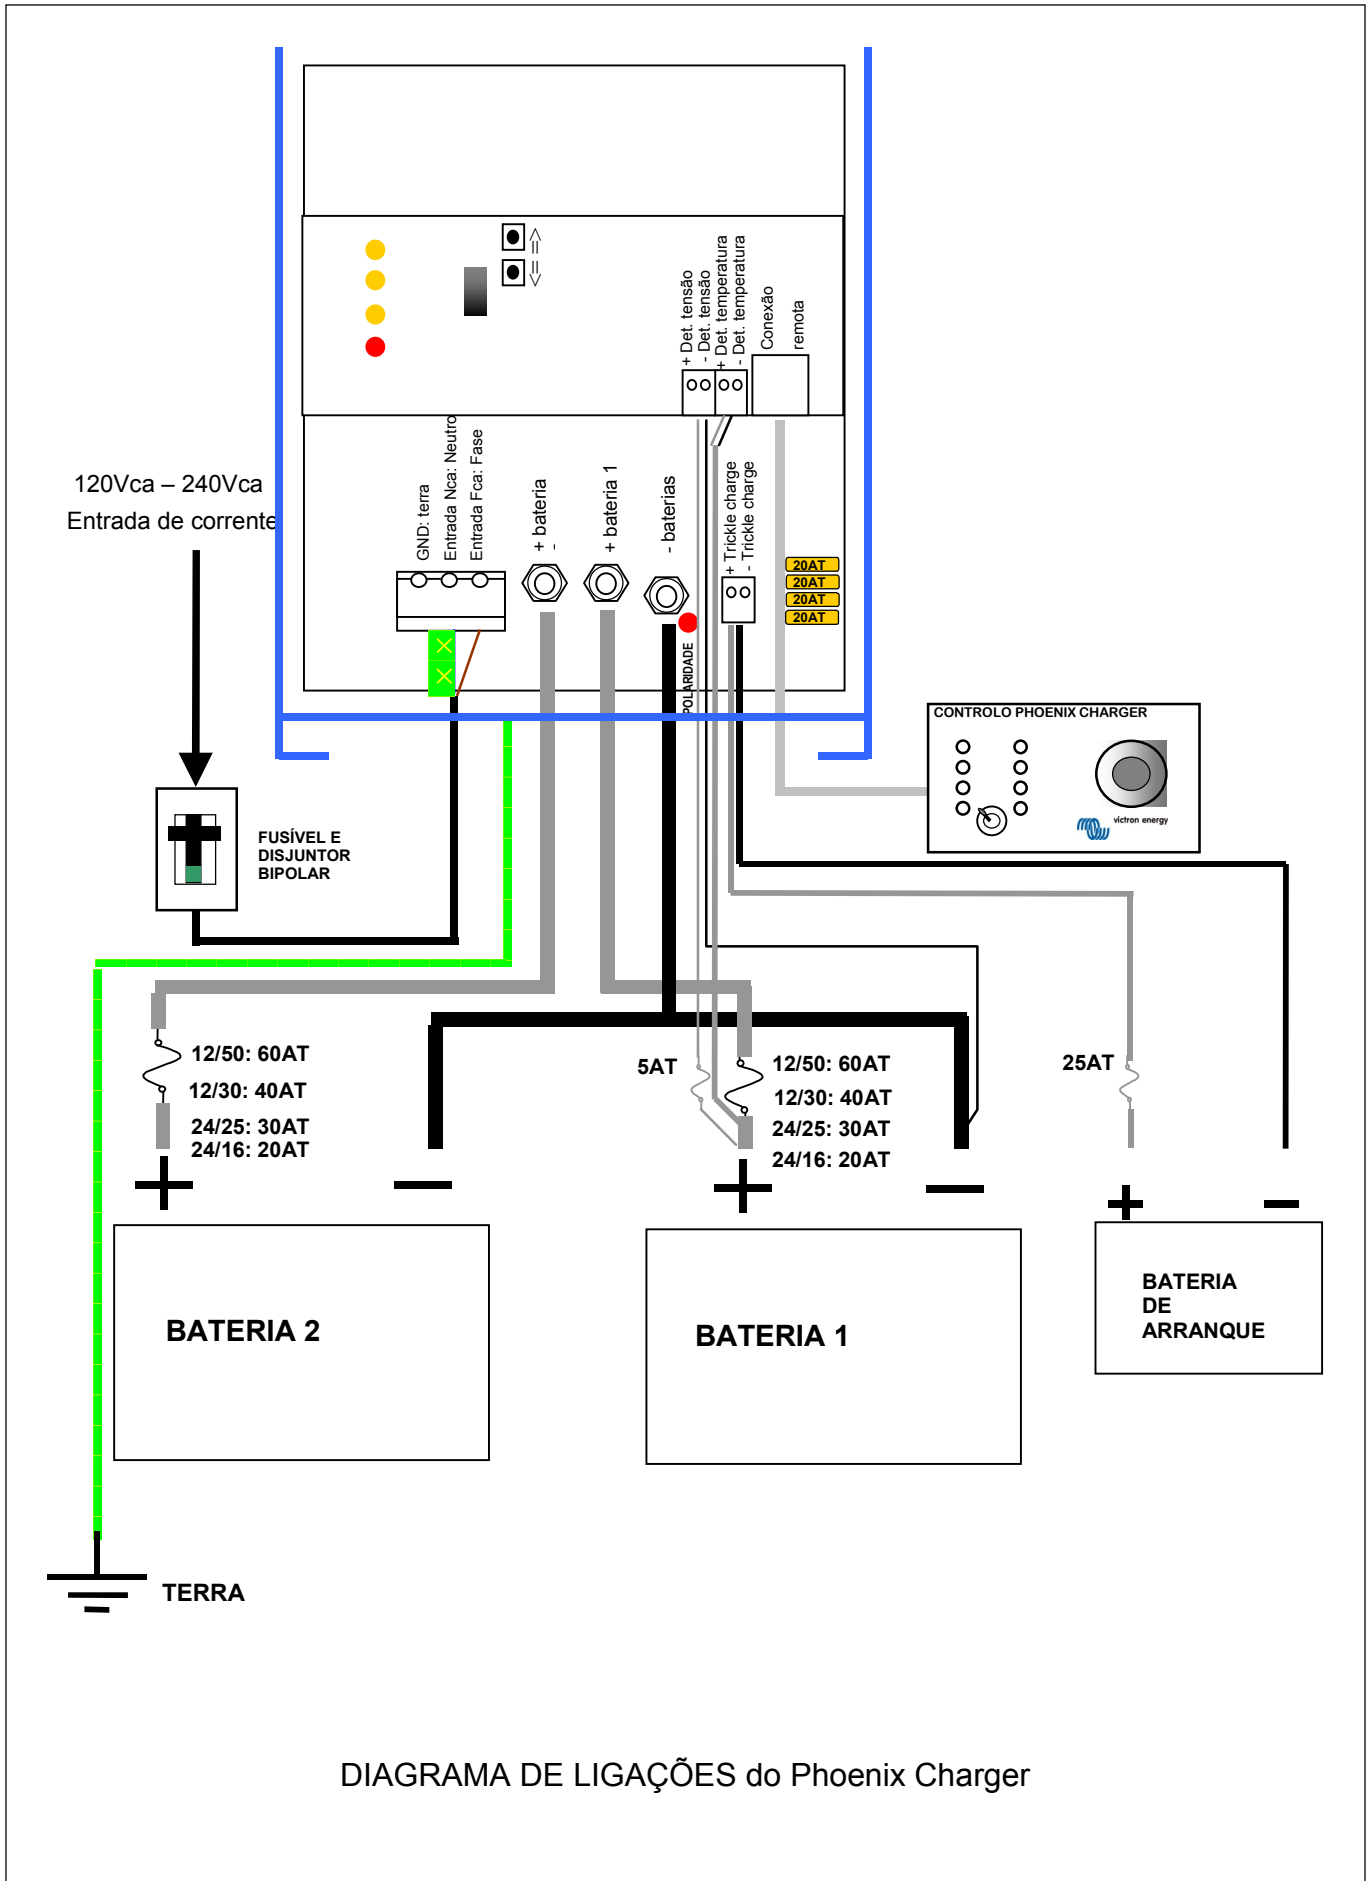 + Det. tensão
- Det. tensão
+ Det. temperatura
- Det. temperatura
Conexão
remota
120Vca – 240Vca
Entrada de corrente
GND: terra
Entrada Nca: Neutro
Entrada Fca: Fase
+ bateria
+ bateria 1
- baterias
+ Trickle charge
- Trickle charge
20AT
20AT
20AT
20AT
POLARIDADE
CONTROLO PHOENIX CHARGER
victron energy
FUSÍVEL E
DISJUNTOR
BIPOLAR
12/50: 60AT
12/30: 40AT
24/25: 30AT
24/16: 20AT
5AT
12/50: 60AT
12/30: 40AT
24/25: 30AT
24/16: 20AT
25AT
BATERIA 2
BATERIA 1
BATERIA
DE
ARRANQUE
TERRA
DIAGRAMA DE LIGAÇÕES do Phoenix Charger